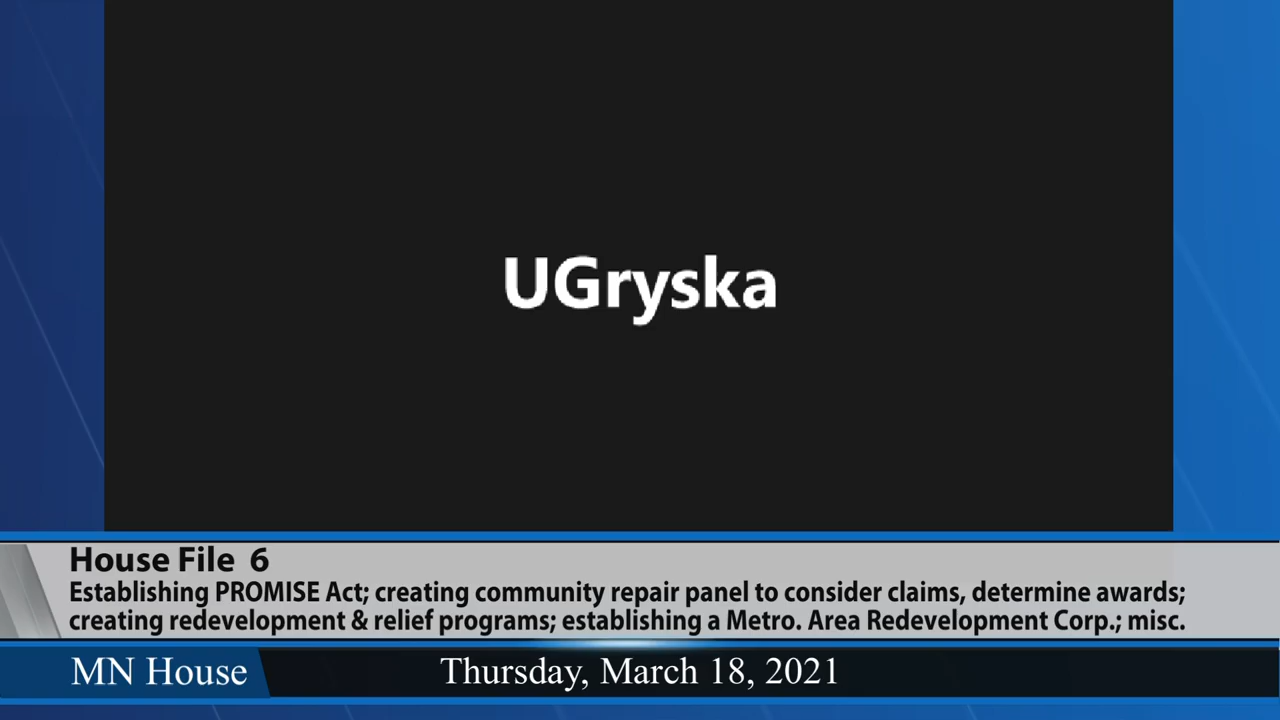 UGryska
House File 6
Establishing PROMISE Act; creating community repair panel to consider claims, determine awards;
creating redevelopment & relief programs; establishing a Metro. Area Redevelopment Corp.; misc.
MN House
Thursday, March 18, 2021